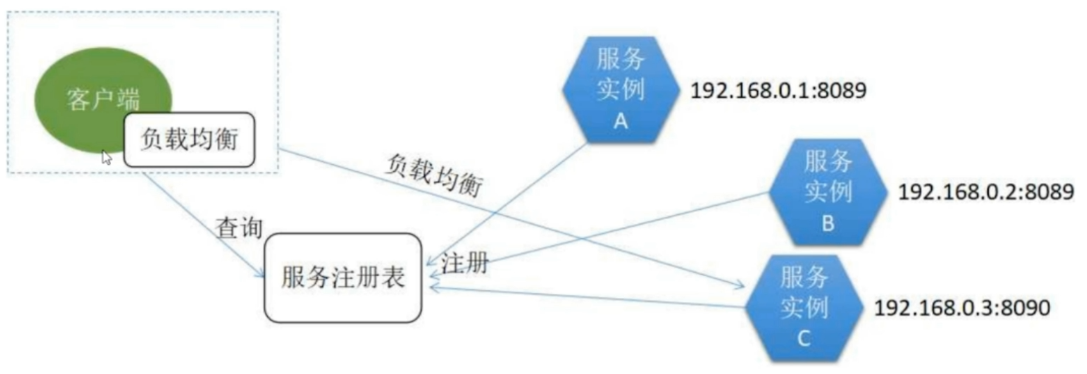 服务
实例
A
192.168.0.1:8089
客户端
负载均衡
负载均衡
服务
实例
B
192.168.0.2:8089
查询
服务注册表
注册
服务
实例
C
192.168.0.3:8090